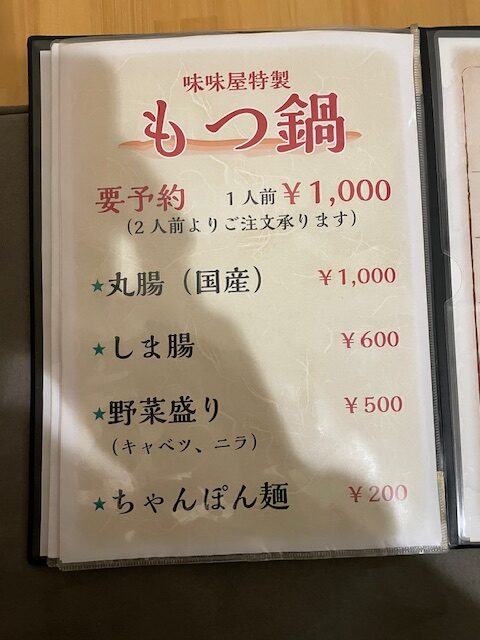 味味屋特製
もつ鍋
要予約 1人前 ¥1,000
(2人前よりご注文承ります)
★丸腸(国産) ¥1,000
★しま腸 ¥600
★野菜盛り ¥500
(キャベツ、ニラ)
★ちゃんぽん麺 ¥200